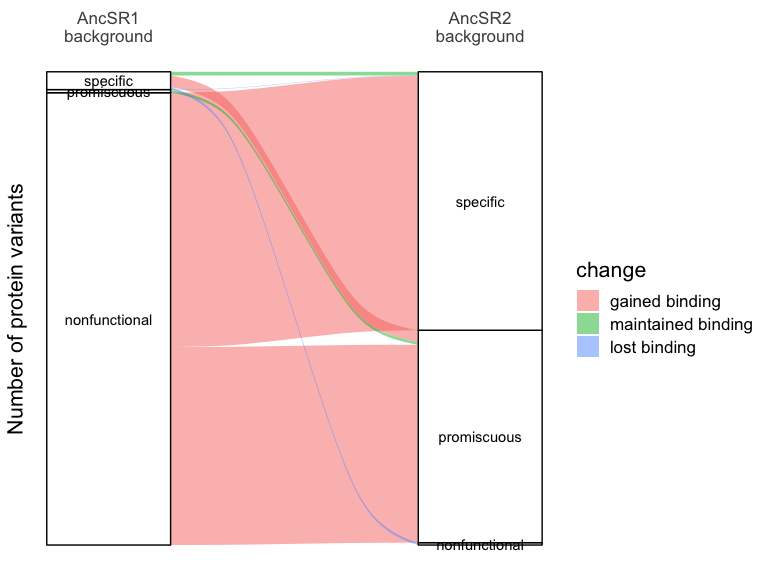 AncSR1
background
AncSR2
background
specific
promiscuous
nonfunctional
specific
promiscuous
nonfunctional
Number of protein variants
change
gained binding
maintained binding
lost binding